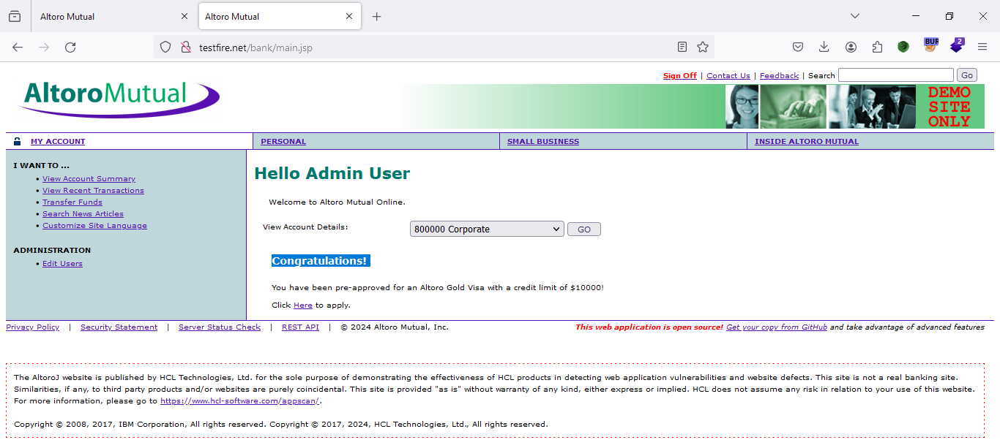 Altoro Mutual
Altoro Mutual
testfire.net/bank/main.jsp
BUR
2
Sign Off | Contact Us | Feedback | Search
Go
AltoroMutual
DEMO
SITE
ONLY
MY ACCOUNT
PERSONAL
SMALL BUSINESS
INSIDE ALTORO MUTUAL
I WANT TO ...
• View Account Summary
• View Recent Transactions
• Transfer Funds
• Search News Articles
• Customize Site Language
ADMINISTRATION
• Edit Users
Hello Admin User
Welcome to Altoro Mutual Online.
View Account Details:
800000 Corporate
GO
Congratulations!
You have been pre-approved for an Altoro Gold Visa with a credit limit of $10000!
Click Here to apply.
Privacy Policy | Security Statement | Server Status Check | REST API | © 2024 Altoro Mutual, Inc.
This web application is open source! Get your copy from GitHub and take advantage of advanced features
The AltoroJ website is published by HCL Technologies, Ltd. for the sole purpose of demonstrating the effectiveness of HCL products in detecting web application vulnerabilities and website defects. This site is not a real banking site.
Similarities, if any, to third party products and/or websites are purely coincidental. This site is provided "as is" without warranty of any kind, either express or implied. HCL does not assume any risk in relation to your use of this website.
For more information, please go to https://www.hcl-software.com/appscan/.
Copyright © 2008, 2017, IBM Corporation, All rights reserved. Copyright © 2017, 2024, HCL Technologies, Ltd., All rights reserved.